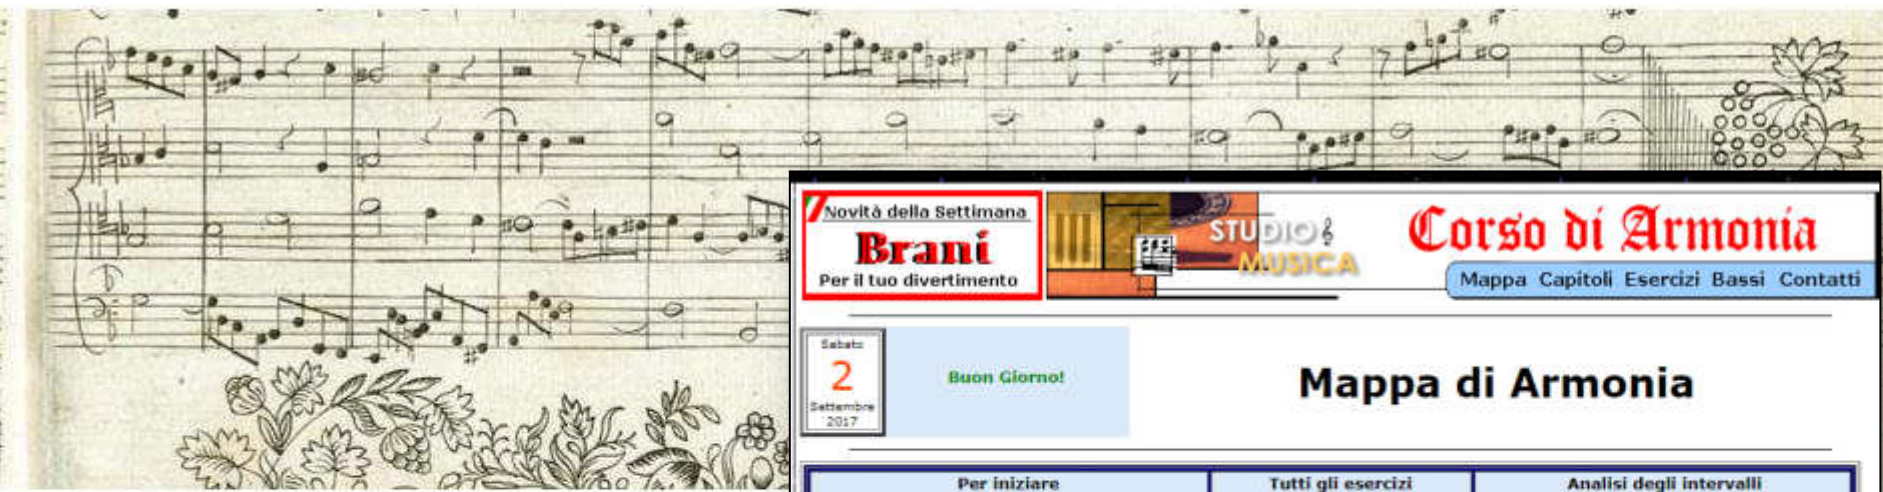 Novità della Settimana
Brani
Per il tuo divertimento
STUDIO
MUSICA
Corso di Armonia
Mappa Capitoli Esercizi Bassi Contatti
Sabato
2
Settembre
2017
Buon Giorno!
Mappa di Armonia
Per iniziare Tutti gli esercizi Analisi degli intervalli